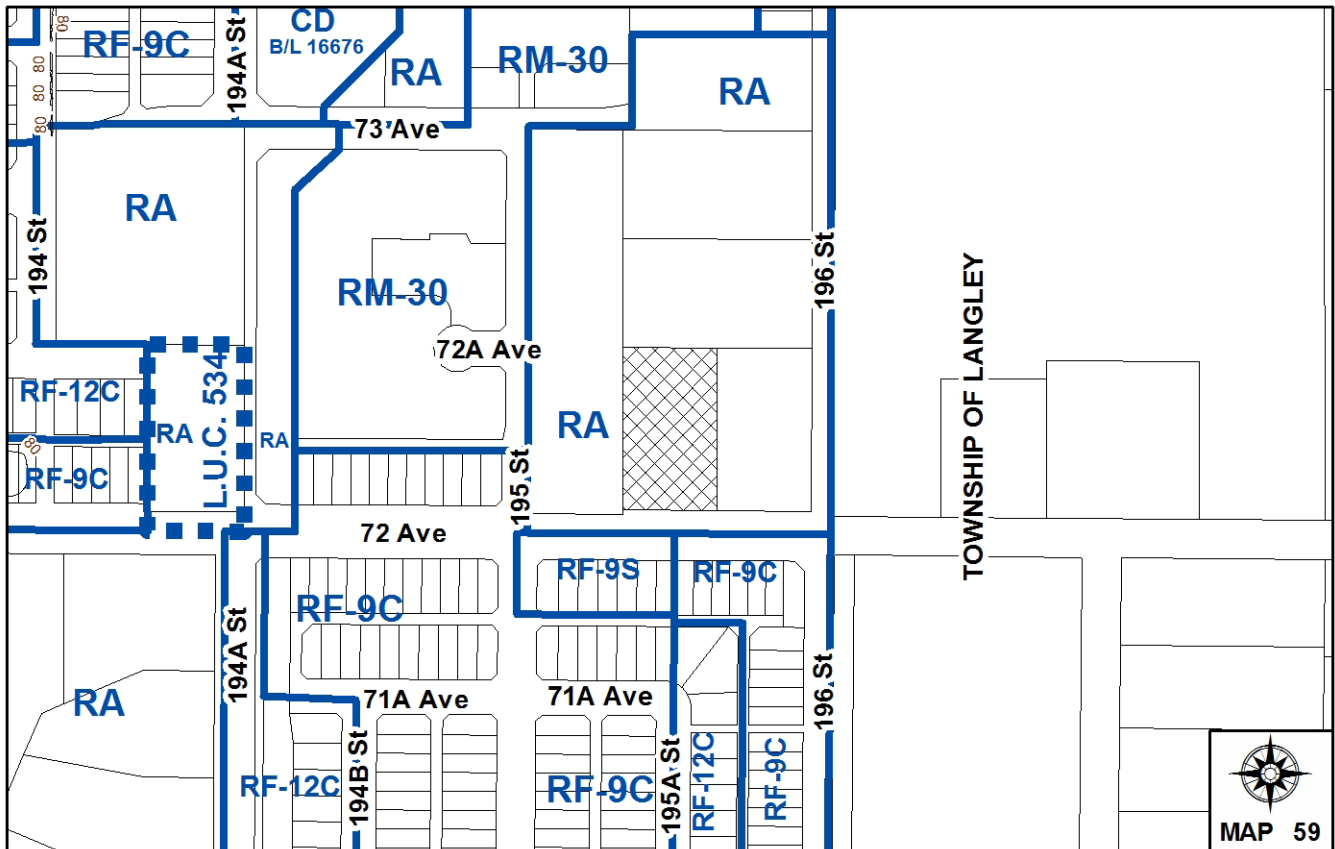 80
RF-9C
194A St
CD
B/L 16676
RA
RM-30
RA
80
80
80
73 Ave
RA
194 St
RM-30
196 St
TOWNSHIP OF LANGLEY
72A Ave
RF-12C
RA
L.U.C. 534
RA
RA
80
RF-9C
195 St
72 Ave
RF-9S
RF-9C
RF-9C
194A St
196 St
RA
71A Ave
71A Ave
RF-12C
194B St
RF-9C
195A St
RF-12C
RF-9C
MAP 59